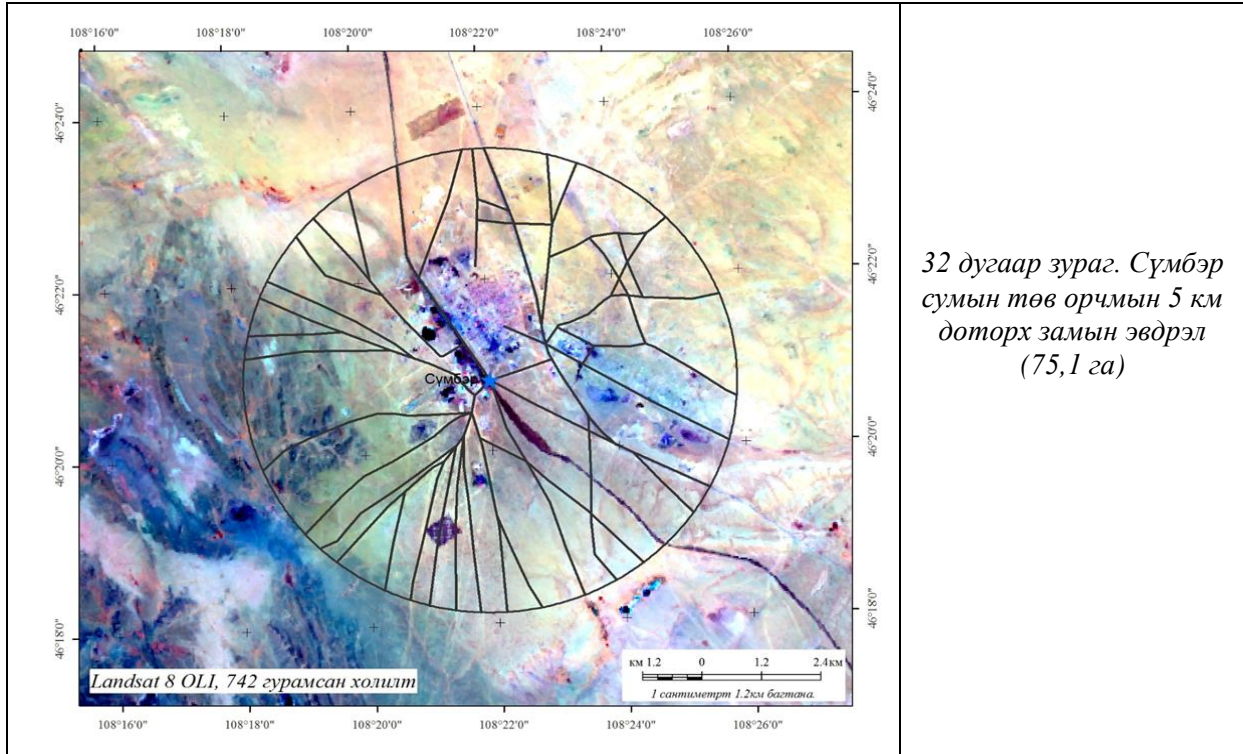 108°16'0" 108°18'0" 108°20'0" 108°22'0" 108°24'0" 108°26'0"
46°24'0" 46°24'0"
46°22'0" 46°22'0"
Сүмбэр
46°20'0" 46°20'0"
46°18'0" 46°18'0"
км 1.2 0 1.2 2.4км
1 сантиметрт 1.2км багтана.
Landsat 8 OLI, 742 гурамсан холилт
108°16'0" 108°18'0" 108°20'0" 108°22'0" 108°24'0" 108°26'0"
32 дугаар зураг. Сүмбэр
сумын төв орчмын 5 км
доторх замын эвдрэл
(75,1 га)